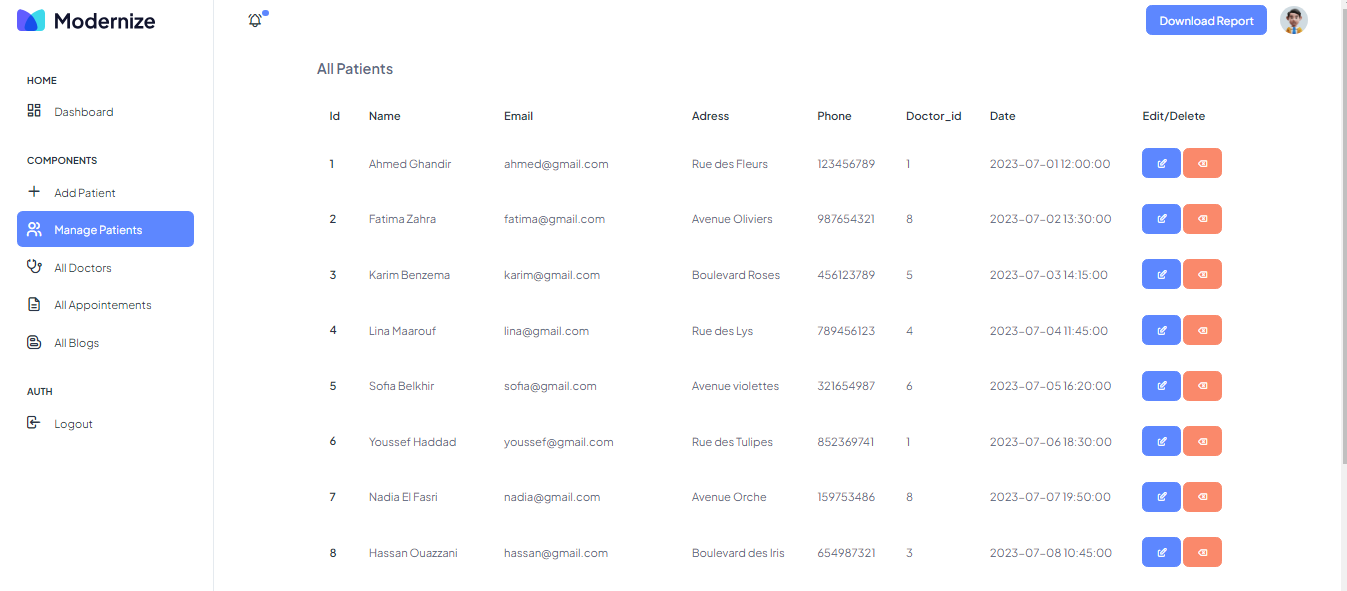 Modernize
Download Report
HOME
Dashboard
COMPONENTS
Add Patient
Manage Patients
All Doctors
All Appointements
All Blogs
AUTH
Logout
All Patients
Id Name Email Adress Phone Doctor_id Date Edit/Delete
1 Ahmed Ghandir ahmed@gmail.com Rue des Fleurs 123456789 1 2023-07-01 12:00:00
2 Fatima Zahra fatima@gmail.com Avenue Oliviers 987654321 8 2023-07-02 13:30:00
3 Karim Benzema karim@gmail.com Boulevard Roses 456123789 5 2023-07-03 14:15:00
4 Lina Maarouf lina@gmail.com Rue des Lys 789456123 4 2023-07-04 11:45:00
5 Sofia Belkhir sofia@gmail.com Avenue violettes 321654987 6 2023-07-05 16:20:00
6 Youssef Haddad youssef@gmail.com Rue des Tulipes 852369741 1 2023-07-06 18:30:00
7 Nadia El Fasri nadia@gmail.com Avenue Orche 159753486 8 2023-07-07 19:50:00
8 Hassan Ouazzani hassan@gmail.com Boulevard des Iris 654987321 3 2023-07-08 10:45:00